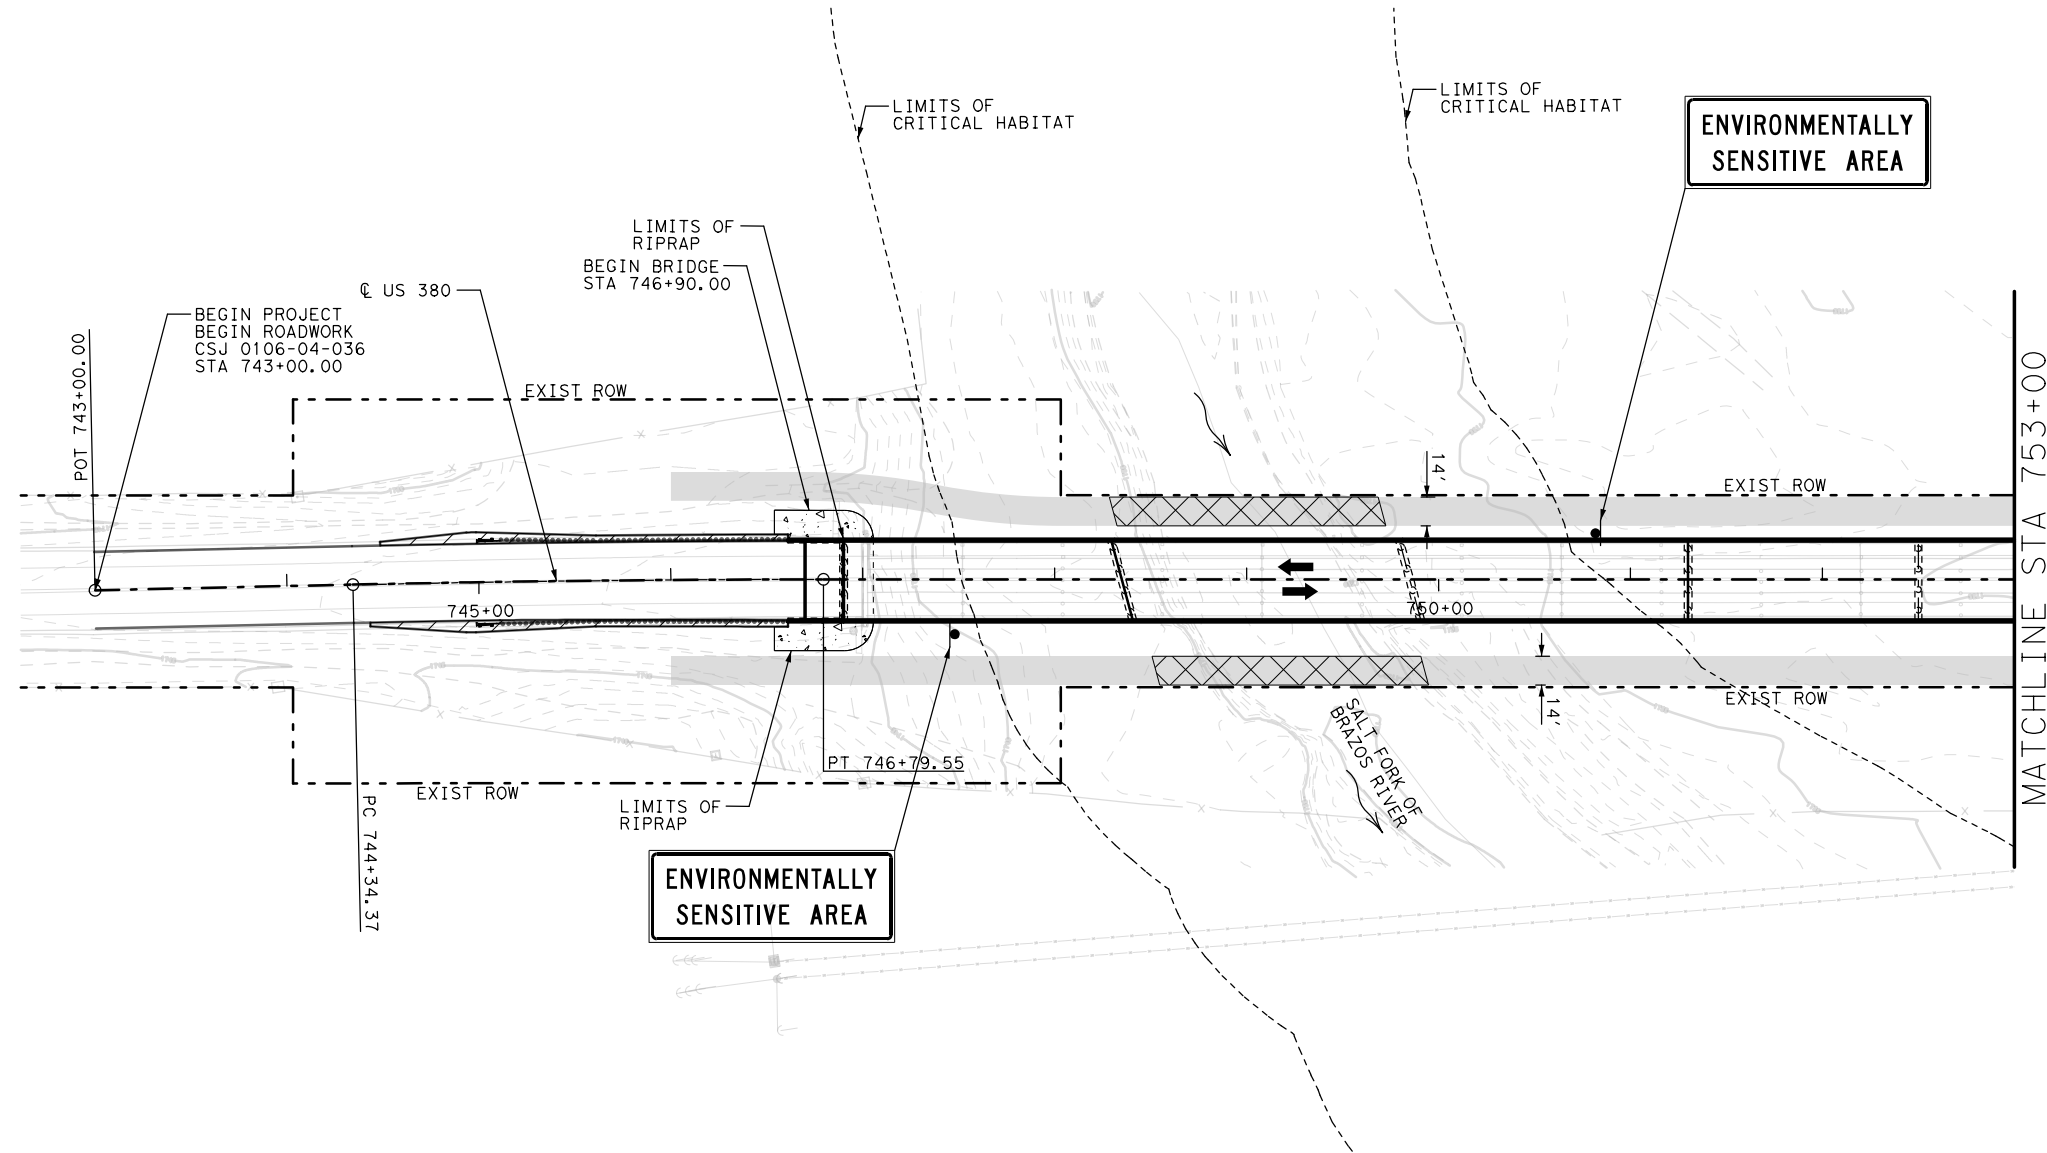 LIMITS OF
CRITICAL HABITAT
LIMITS OF
CRITICAL HABITAT
ENVIRONMENTALLY
SENSITIVE AREA
LIMITS OF
RIPRAP
BEGIN BRIDGE
STA 746+90.00
℄ US 380
BEGIN PROJECT
BEGIN ROADWORK
CSJ 0106-04-036
STA 743+00.00
POT 743+00.00
EXIST ROW
14'
EXIST ROW
MATCHLINE STA 753+00
745+00
750+00
14'
EXIST ROW
SALT FORK OF
BRAZOS RIVER
PT 746+79.55
EXIST ROW
PC 744+34.37
LIMITS OF
RIPRAP
ENVIRONMENTALLY
SENSITIVE AREA